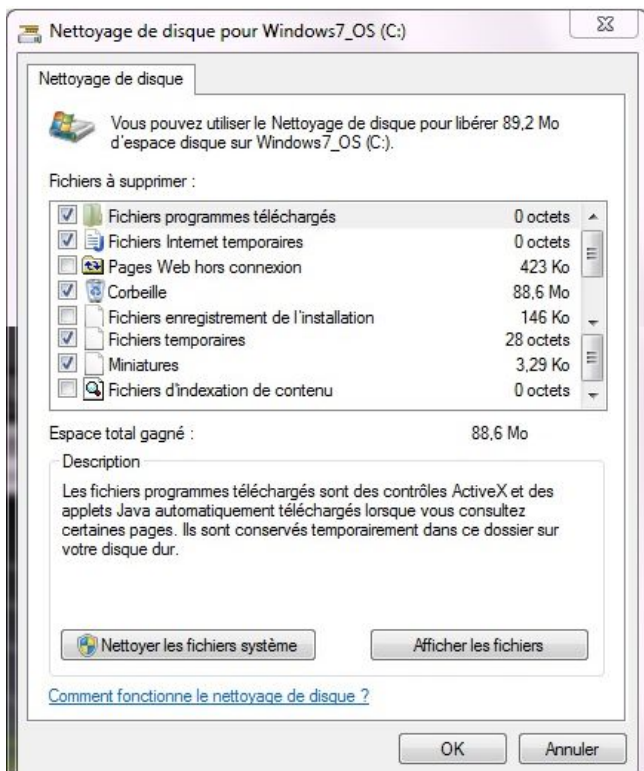 Nettoyage de disque pour Windows7_OS (C:)
Nettoyage de disque
Vous pouvez utiliser le Nettoyage de disque pour libérer 89,2 Mo
d'espace disque sur Windows7_OS (C:).
Fichiers à supprimer :
Fichiers programmes téléchargés 0 octets
Fichiers Internet temporaires 0 octets
Pages Web hors connexion 423 Ko
Corbeille 88,6 Mo
Fichiers enregistrement de l'installation 146 Ko
Fichiers temporaires 28 octets
Miniatures 3,29 Ko
Fichiers d'indexation de contenu 0 octets
Espace total gagné : 88,6 Mo
Description
Les fichiers programmes téléchargés sont des contrôles ActiveX et des
applets Java automatiquement téléchargés lorsque vous consultez
certaines pages. Ils sont conservés temporairement dans ce dossier sur
votre disque dur.
Nettoyer les fichiers système Afficher les fichiers
Comment fonctionne le nettoyage de disque ?
OK Annuler